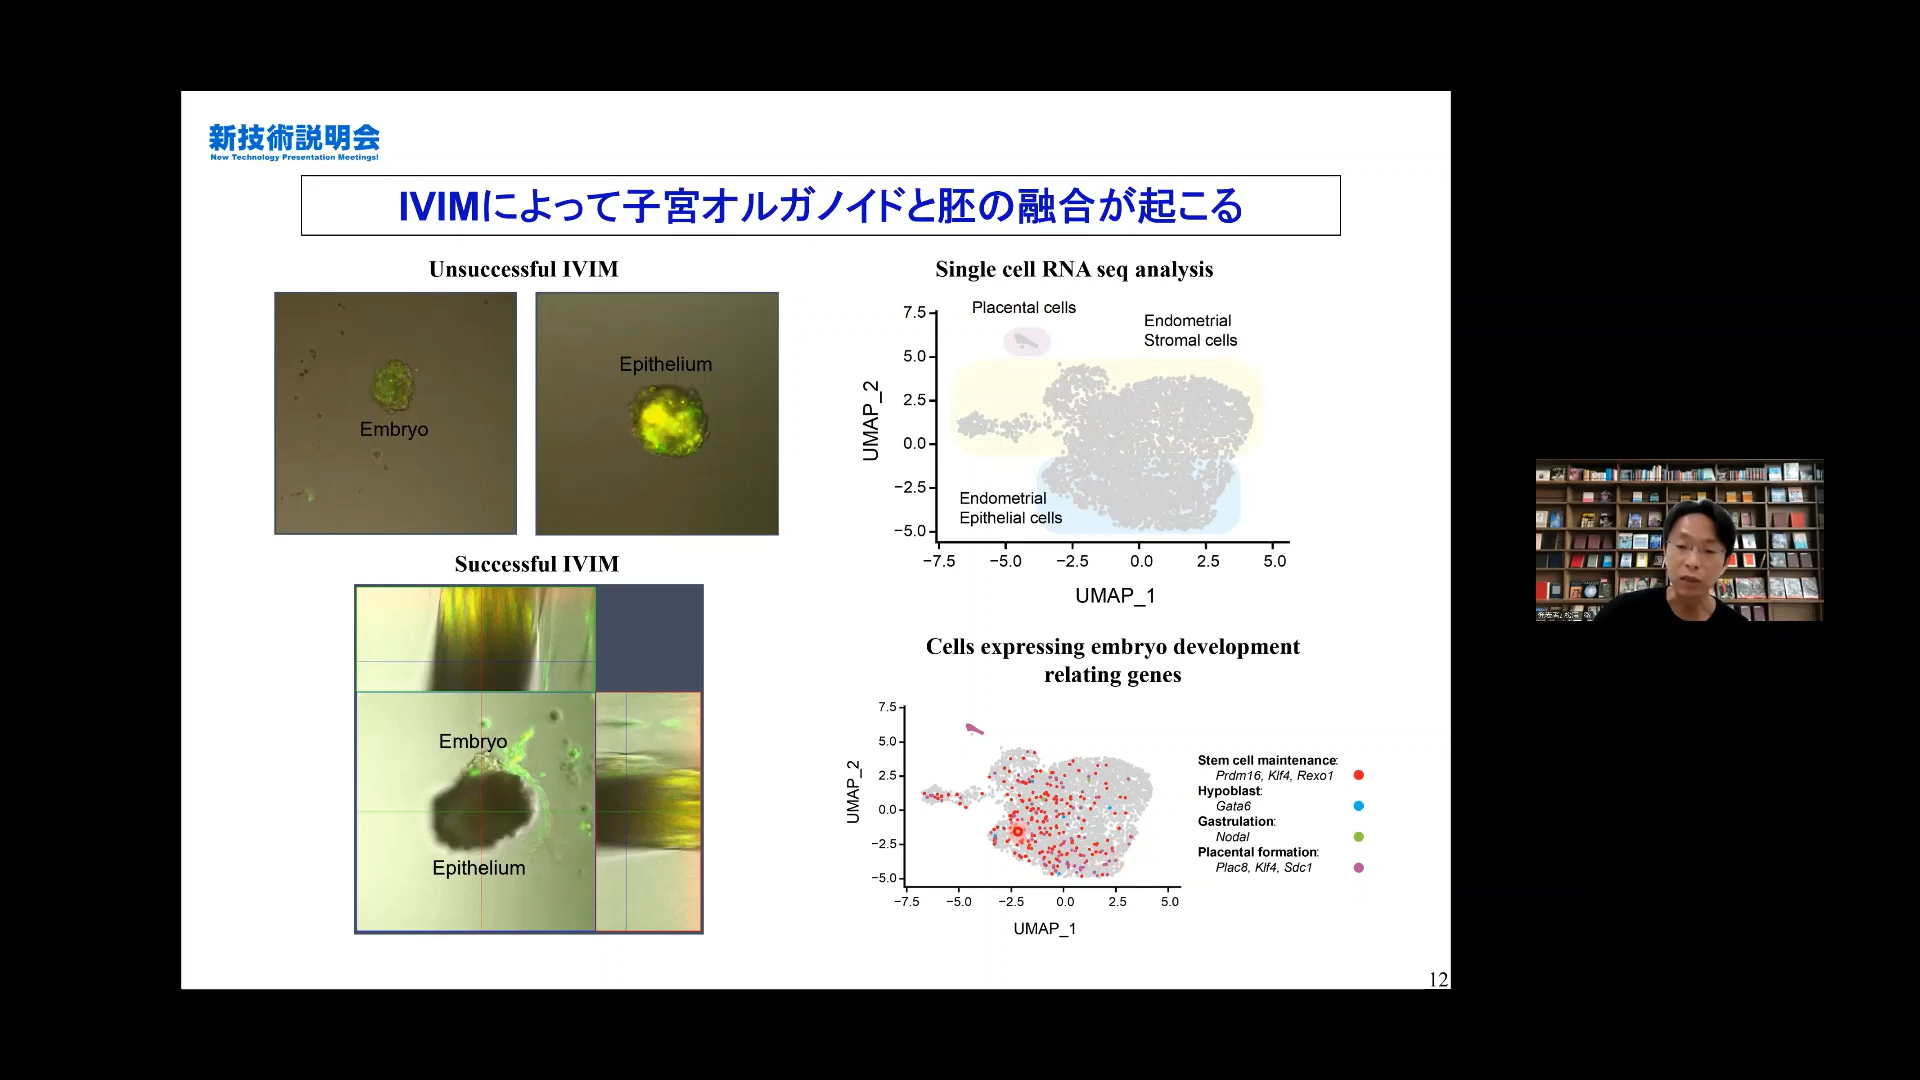 新技術説明会
New Technology Presentation Meetings!
IVIMによって子宮オルガノイドと胚の融合が起こる
Unsuccessful IVIM
Embryo
Epithelium
Successful IVIM
Embryo
Epithelium
Single cell RNA seq analysis
Placental cells
Endometrial
Stromal cells
Endometrial
Epithelial cells
7.5
5.0
2.5
0.0
−2.5
−5.0
UMAP_2
−7.5 −5.0 −2.5 0.0 2.5 5.0
UMAP_1
Cells expressing embryo development
relating genes
7.5
5.0
2.5
0.0
−2.5
−5.0
UMAP_2
−7.5 −5.0 −2.5 0.0 2.5 5.0
UMAP_1
Stem cell maintenance:
Prdm16, Klf4, Rexo1
Hypoblast:
Gata6
Gastrulation:
Nodal
Placental formation:
Plac8, Klf4, Sdc1
12